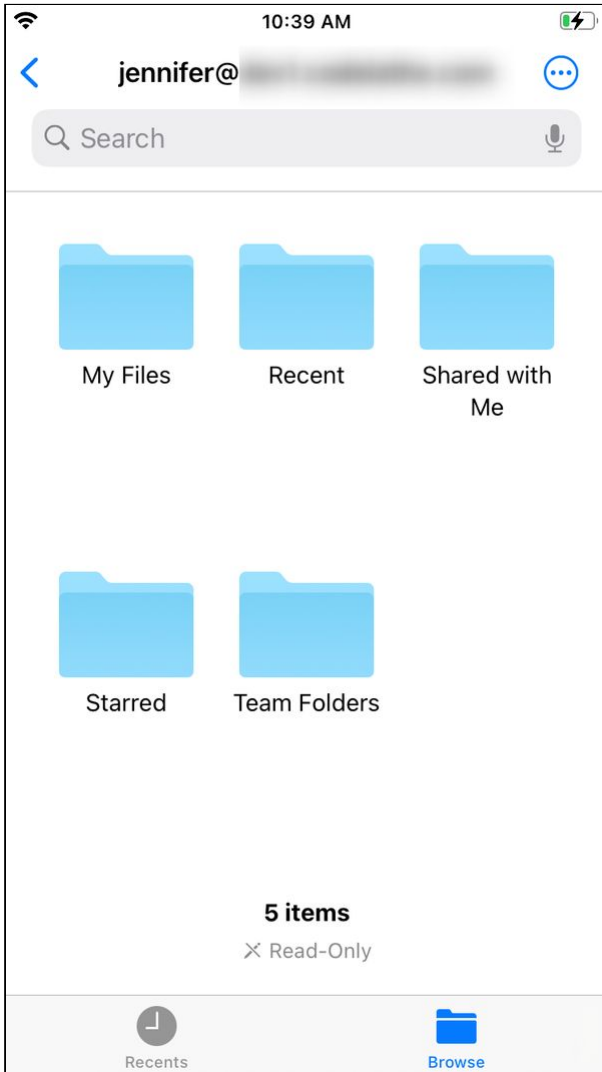 10:39 AM
jennifer@
Search
My Files
Recent
Shared with
Me
Starred
Team Folders
5 items
Read-Only
Recents
Browse